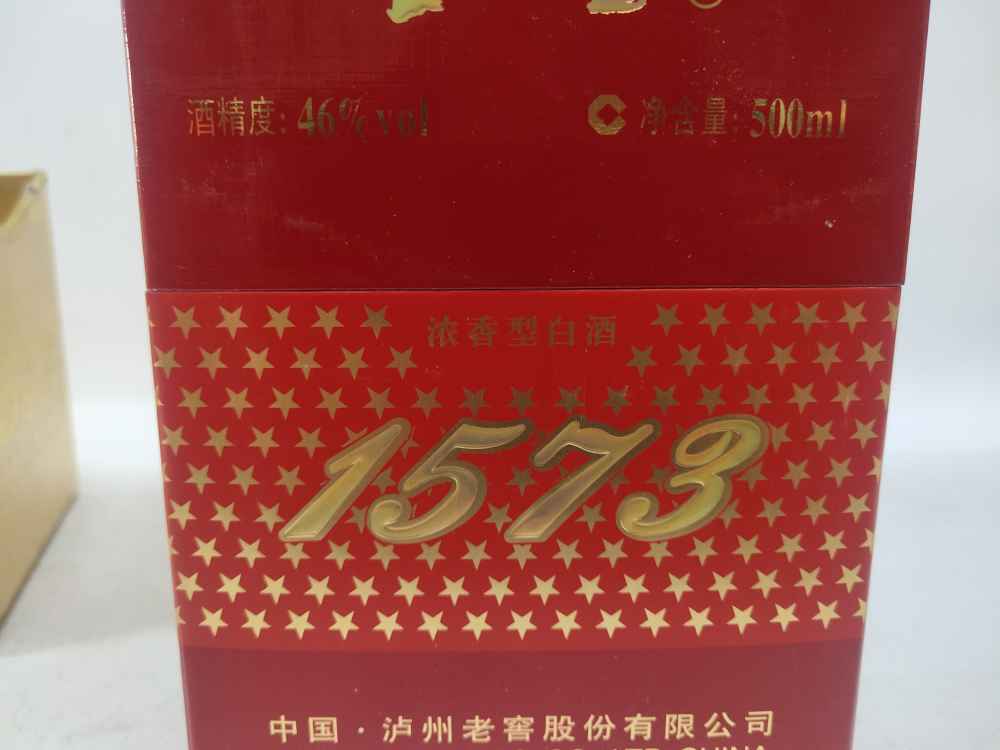 酒精度: 46%vol
净含量: 500ml
浓香型白酒
1573
中国·泸州老窖股份有限公司